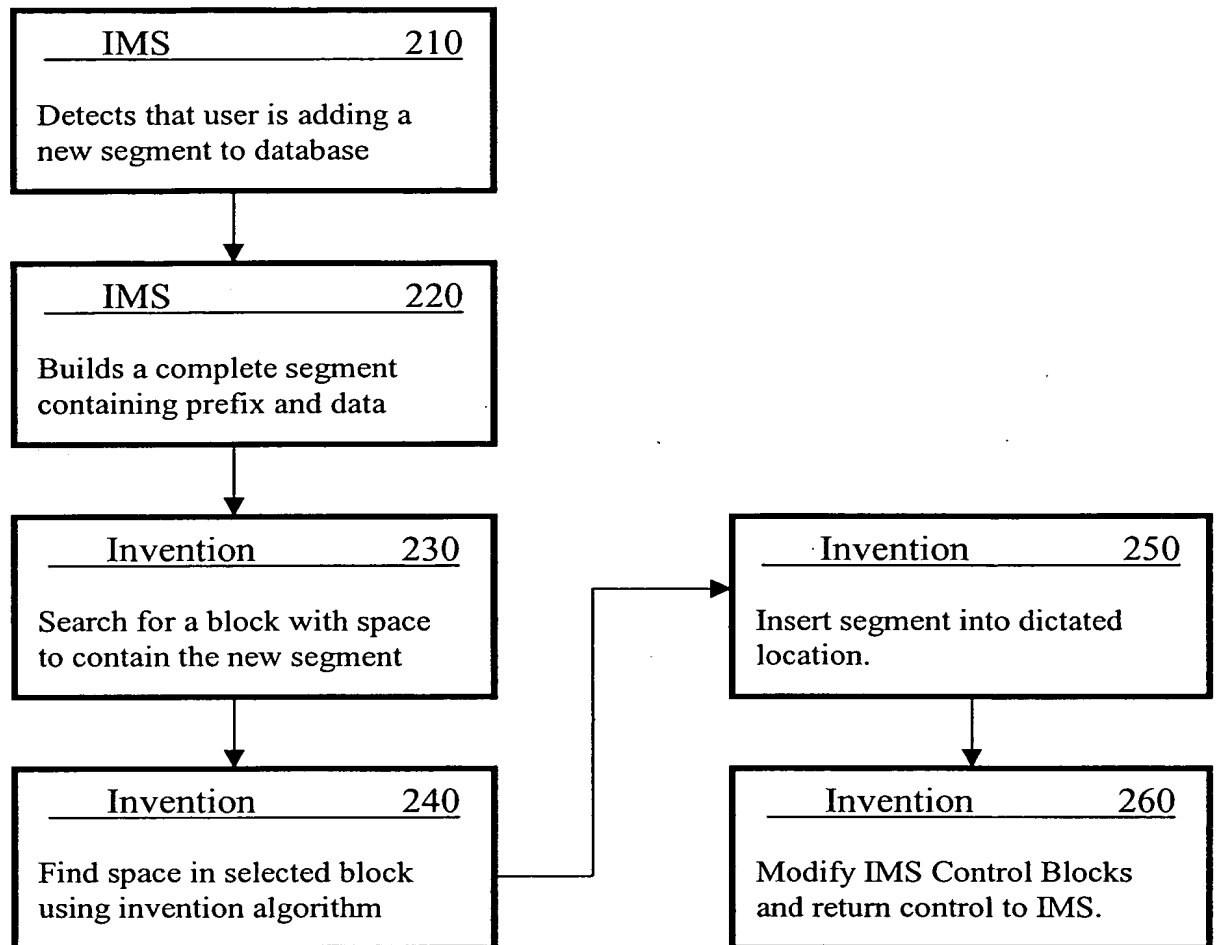 IMS 210
Detects that user is adding a
new segment to database
IMS 220
Builds a complete segment
containing prefix and data
Invention 230
Search for a block with space
to contain the new segment
Invention 240
Find space in selected block
using invention algorithm
Invention 250
Insert segment into dictated
location.
Invention 260
Modify IMS Control Blocks
and return control to IMS.